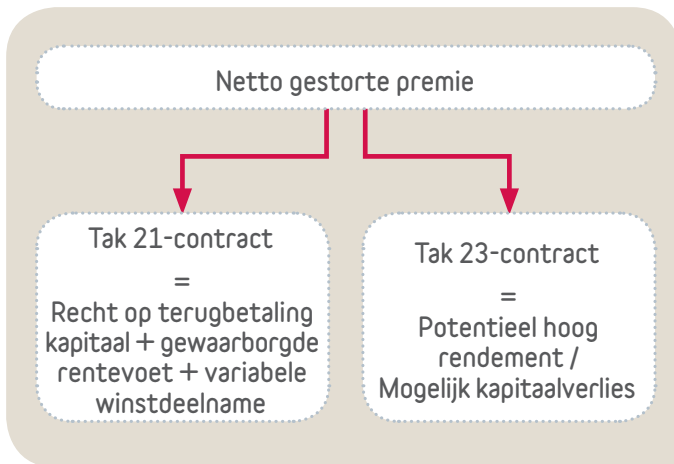 Netto gestorte premie
Tak 21-contract
=
Recht op terugbetaling
kapitaal + gewaarborgde
rentevoet + variabele
winstdeelname
Tak 23-contract
=
Potentieel hoog
rendement /
Mogelijk kapitaalverlies